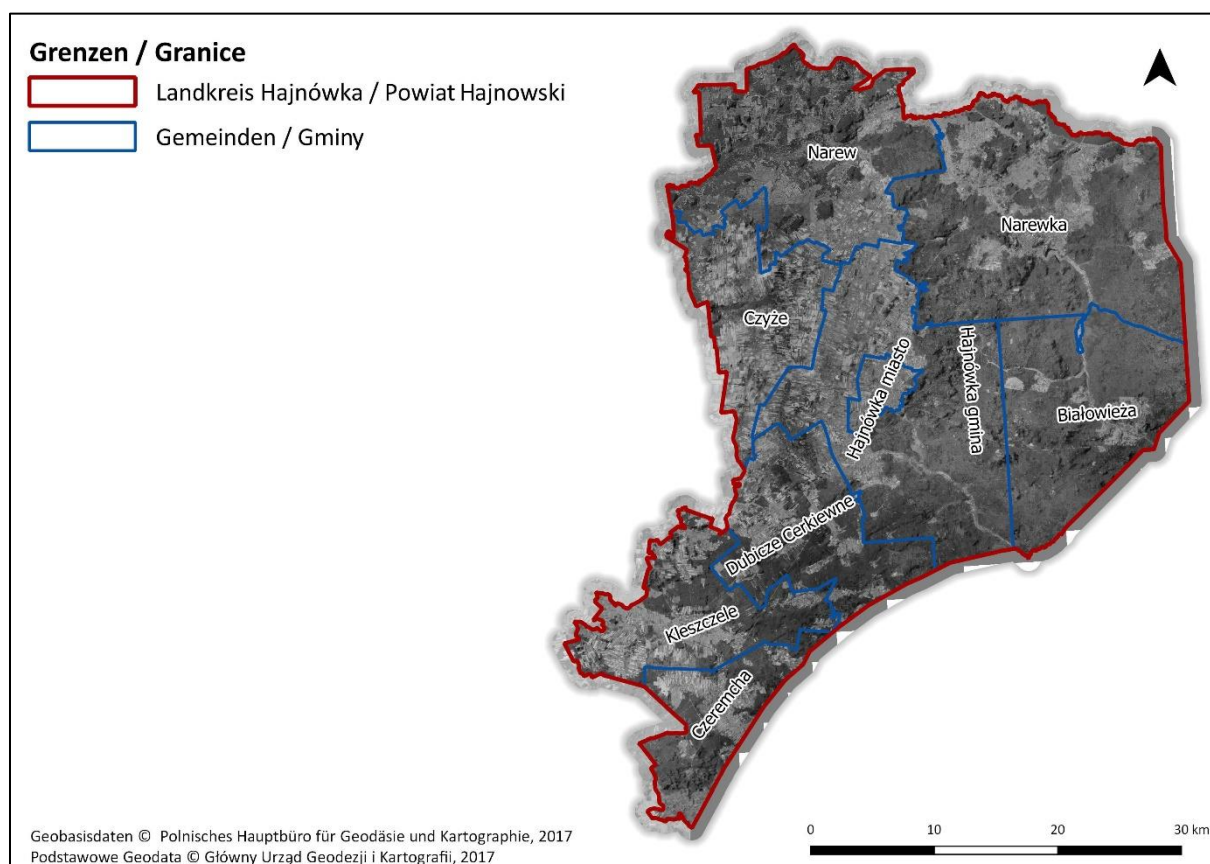 Grenzen / Granice
Landkreis Hajnówka / Powiat Hajnowski
Gemeinden / Gminy
Narew
Narewka
Czyże
Hajnówka miasto
Hajnówka gmina
Białowieża
Dubicze Cerkiewne
Kleszczele
Czeremcha
Geobasisdaten © Polnisches Hauptbüro für Geodäsie und Kartographie, 2017
Podstawowe Geodata © Główny Urząd Geodezji i Kartografii, 2017
0 10 20 30 km